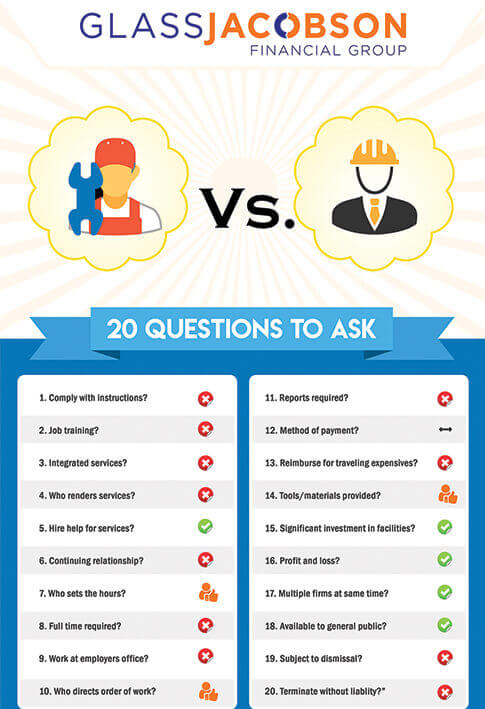 GLASSJACOBSON
FINANCIAL GROUP
Vs.
20 QUESTIONS TO ASK
1. Comply with instructions?
2. Job training?
3. Integrated services?
4. Who renders services?
5. Hire help for services?
6. Continuing relationship?
7. Who sets the hours?
8. Full time required?
9. Work at employers office?
10. Who directs order of work?
11. Reports required?
12. Method of payment?
13. Reimburse for traveling expensives?
14. Tools/materials provided?
15. Significant investment in facilities?
16. Profit and loss?
17. Multiple firms at same time?
18. Available to general public?
19. Subject to dismissal?
20. Terminate without liablity?"